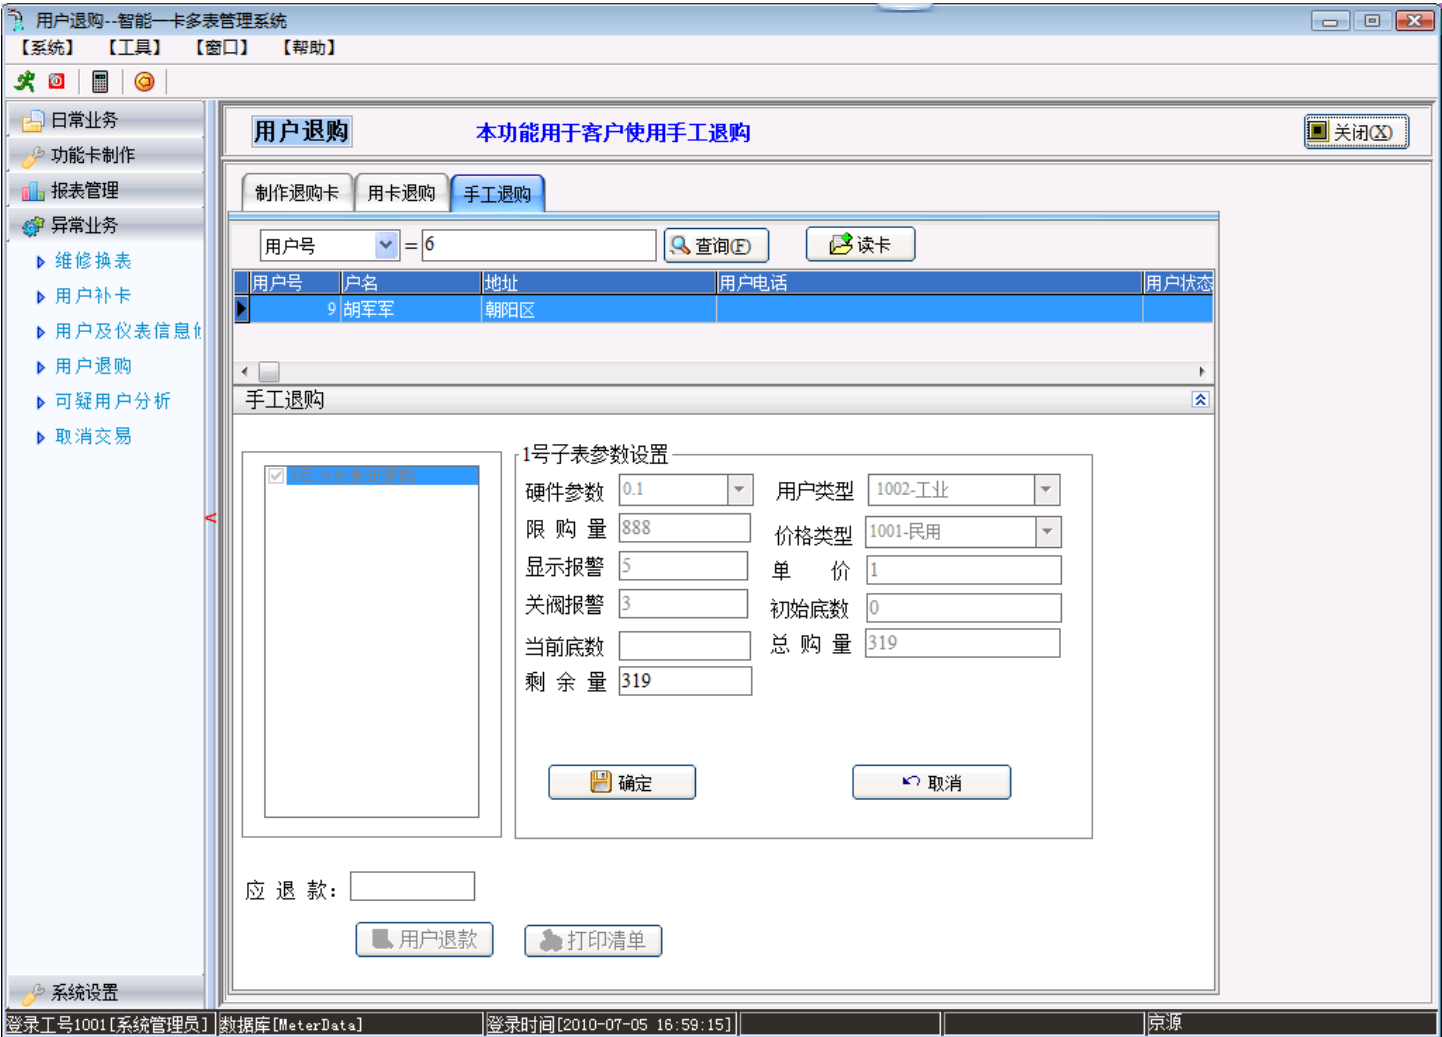 用户退购--智能一卡多表管理系统
【系统】 【工具】 【窗口】 【帮助】
日常业务
功能卡制作
报表管理
异常业务
维修换表
用户补卡
用户及仪表信息
用户退购
可疑用户分析
取消交易
系统设置
<
用户退购 本功能用于客户使用手工退购 关闭(X)
制作退购卡 用卡退购 手工退购
用户号 = 6 查询(F) 读卡
用户号 户名 地址 用户电话 用户状态
9 胡军军 朝阳区
手工退购
1号子表参数设置
硬件参数 0.1 用户类型 1002-工业
限 购 量 888 价格类型 1001-民用
显示报警 5 单 价 1
关阀报警 3 初始底数 0
当前底数 总 购 量 319
剩 余 量 319
确定 取消
应 退 款:
用户退款 打印清单
登录工号1001[系统管理员] 数据库[MeterData] 登录时间[2010-07-05 16:59:15] 京源